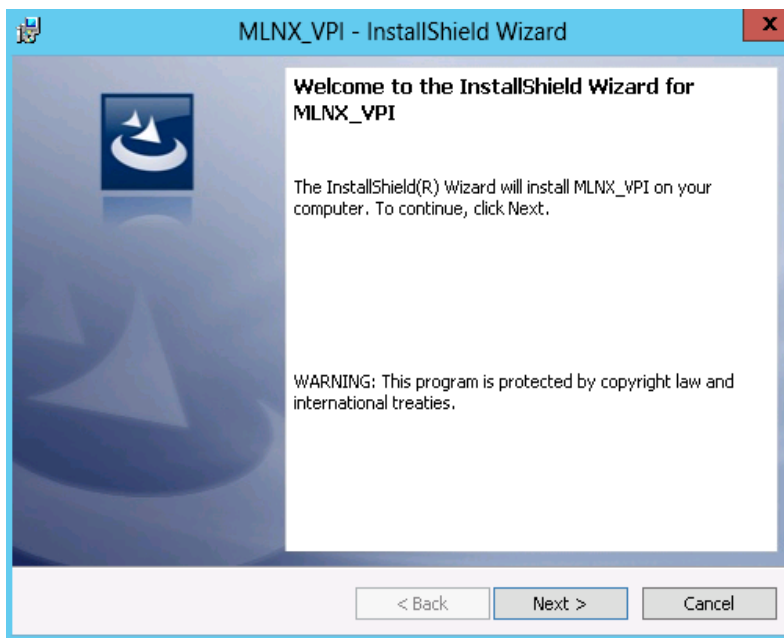 MLNX_VPI - InstallShield Wizard
x
Welcome to the InstallShield Wizard for
MLNX_VPI
The InstallShield(R) Wizard will install MLNX_VPI on your
computer. To continue, click Next.
WARNING: This program is protected by copyright law and
international treaties.
< Back
Next >
Cancel